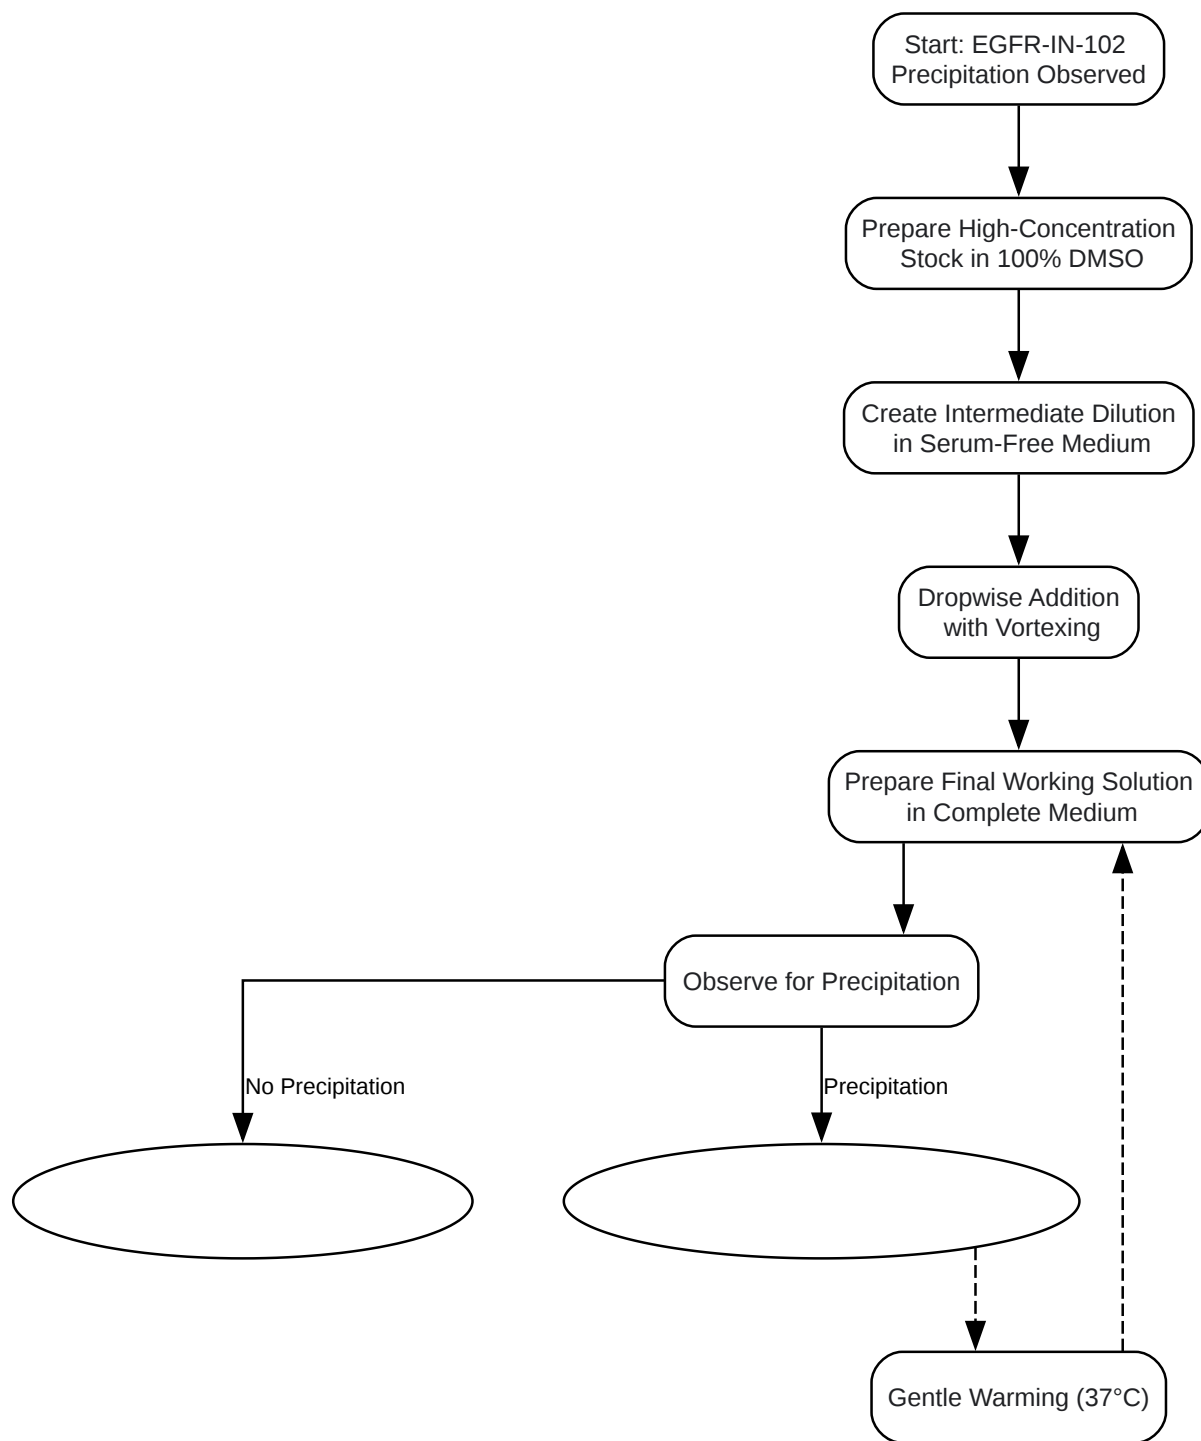 Start: EGFR-IN-102
Precipitation Observed
Prepare High-Concentration
Stock in 100% DMSO
Create Intermediate Dilution
in Serum-Free Medium
Dropwise Addition
with Vortexing
Prepare Final Working Solution
in Complete Medium
Observe for Precipitation
No Precipitation
Precipitation
Gentle Warming (37°C)